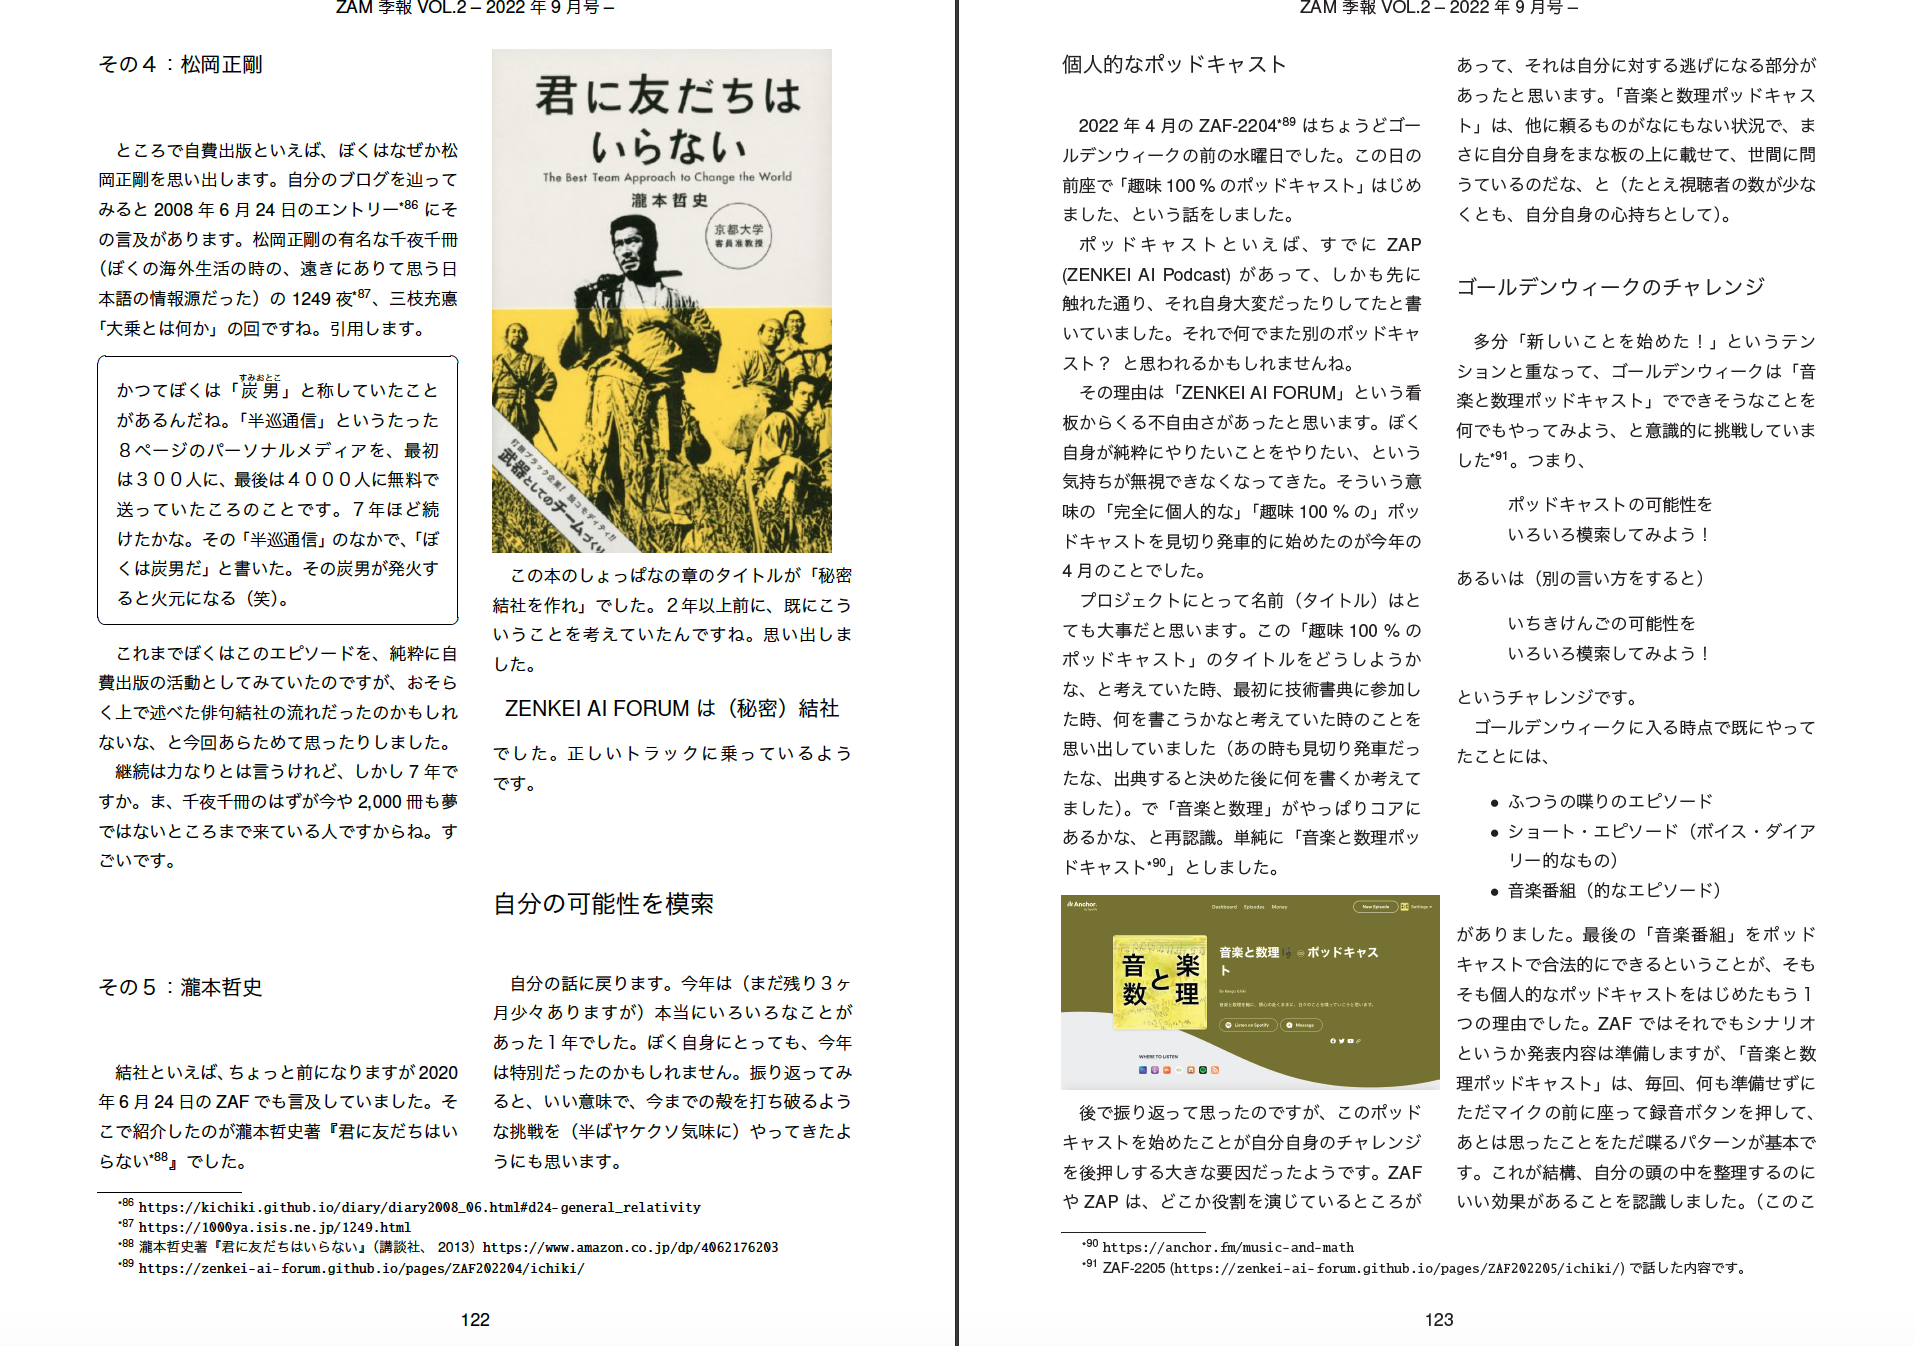 ZAM 季報 VOL.2 – 2022 年 9 月号 –
その４：松岡正剛
ところで自費出版といえば、ぼくはなぜか松
岡正剛を思い出します。自分のブログを辿って
みると 2008 年 6 月 24 日のエントリー*86 にそ
の言及があります。松岡正剛の有名な千夜千冊
（ぼくの海外生活の時の、遠きにありて思う日
本語の情報源だった）の 1249 夜*87、三枝充悳
「大乗とは何か」の回ですね。引用します。
かつてぼくは「炭男」と称していたこと
すみおとこ
があるんだね。「半巡通信」というたった
８ページのパーソナルメディアを、最初
は３００人に、最後は４０００人に無料で
送っていたころのことです。７年ほど続
けたかな。その「半巡通信」のなかで、「ぼ
くは炭男だ」と書いた。その炭男が発火す
ると火元になる（笑）。
これまでぼくはこのエピソードを、純粋に自
費出版の活動としてみていたのですが、おそら
く上で述べた俳句結社の流れだったのかもしれ
ないな、と今回あらためて思ったりしました。
継続は力なりとは言うけれど、しかし７年で
すか。ま、千夜千冊のはずが今や 2,000 冊も夢
ではないところまで来ている人ですからね。す
ごいです。
その５：瀧本哲史
結社といえば、ちょっと前になりますが 2020
年 6 月 24 日の ZAF でも言及していました。そ
こで紹介したのが瀧本哲史著『君に友だちはい
らない*88』でした。
君に友だちは
いらない
The Best Team Approach to Change the World
瀧本哲史
京都大学
客員准教授
打倒ブラック企業！ 脱コモディティ!!
武器としてのチームづくり
この本のしょっぱなの章のタイトルが「秘密
結社を作れ」でした。２年以上前に、既にこう
いうことを考えていたんですね。思い出しま
した。
ZENKEI AI FORUM は（秘密）結社
でした。正しいトラックに乗っているよう
です。
自分の可能性を模索
自分の話に戻ります。今年は（まだ残り３ヶ
月少々ありますが）本当にいろいろなことが
あった１年でした。ぼく自身にとっても、今年
は特別だったのかもしれません。振り返ってみ
ると、いい意味で、今までの殻を打ち破るよう
な挑戦を（半ばヤケクソ気味に）やってきたよ
うにも思います。
*86 https://kichiki.github.io/diary/diary2008_06.html#d24-general_relativity
*87 https://1000ya.isis.ne.jp/1249.html
*88 瀧本哲史著『君に友だちはいらない』（講談社、 2013）https://www.amazon.co.jp/dp/4062176203
*89 https://zenkei-ai-forum.github.io/pages/ZAF202204/ichiki/
122
ZAM 季報 VOL.2 – 2022 年 9 月号 –
個人的なポッドキャスト
2022 年 4 月の ZAF-2204*89 はちょうどゴー
ルデンウィークの前の水曜日でした。この日の
前座で「趣味 100 % のポッドキャスト」はじめ
ました、という話をしました。
ポッドキャストといえば、すでに ZAP
(ZENKEI AI Podcast) があって、しかも先に
触れた通り、それ自身大変だったりしてたと書
いていました。それで何でまた別のポッドキャ
スト？ と思われるかもしれませんね。
その理由は「ZENKEI AI FORUM」という看
板からくる不自由さがあったと思います。ぼく
自身が純粋にやりたいことをやりたい、という
気持ちが無視できなくなってきた。そういう意
味の「完全に個人的な」「趣味 100 % の」ポッ
ドキャストを見切り発車的に始めたのが今年の
4 月のことでした。
プロジェクトにとって名前（タイトル）はと
ても大事だと思います。この「趣味 100 % の
ポッドキャスト」のタイトルをどうしようか
な、と考えていた時、最初に技術書典に参加し
た時、何を書こうかなと考えていた時のことを
思い出していました（あの時も見切り発車だっ
たな、出典すると決めた後に何を書くか考えて
ました）。で「音楽と数理」がやっぱりコアに
あるかな、と再認識。単純に「音楽と数理ポッ
ドキャスト*90」としました。
Anchor.
Dashboard Episodes Money
New Episode
Settings
音楽と数理
音楽と数理 ポッドキャス
ト
By Kengo Ichiki
Listen on Spotify
Message
WHERE TO LISTEN
後で振り返って思ったのですが、このポッド
キャストを始めたことが自分自身のチャレンジ
を後押しする大きな要因だったようです。ZAF
や ZAP は、どこか役割を演じているところが
あって、それは自分に対する逃げになる部分が
あったと思います。「音楽と数理ポッドキャス
ト」は、他に頼るものがなにもない状況で、ま
さに自分自身をまな板の上に載せて、世間に問
うているのだな、と（たとえ視聴者の数が少な
くとも、自分自身の心持ちとして）。
ゴールデンウィークのチャレンジ
多分「新しいことを始めた！」というテン
ションと重なって、ゴールデンウィークは「音
楽と数理ポッドキャスト」でできそうなことを
何でもやってみよう、と意識的に挑戦していま
した*91。つまり、
ポッドキャストの可能性を
いろいろ模索してみよう！
あるいは（別の言い方をすると）
いちきけんごの可能性を
いろいろ模索してみよう！
というチャレンジです。
ゴールデンウィークに入る時点で既にやって
たことには、
● ふつうの喋りのエピソード
● ショート・エピソード（ボイス・ダイア
リー的なもの）
● 音楽番組（的なエピソード）
がありました。最後の「音楽番組」をポッド
キャストで合法的にできるということが、そも
そも個人的なポッドキャストをはじめたもう１
つの理由でした。ZAF ではそれでもシナリオ
というか発表内容は準備しますが、「音楽と数
理ポッドキャスト」は、毎回、何も準備せずに
ただマイクの前に座って録音ボタンを押して、
あとは思ったことをただ喋るパターンが基本で
す。これが結構、自分の頭の中を整理するのに
いい効果があることを認識しました。（このこ
*90 https://anchor.fm/music-and-math
*91 ZAF-2205 (https://zenkei-ai-forum.github.io/pages/ZAF202205/ichiki/) で話した内容です。
123